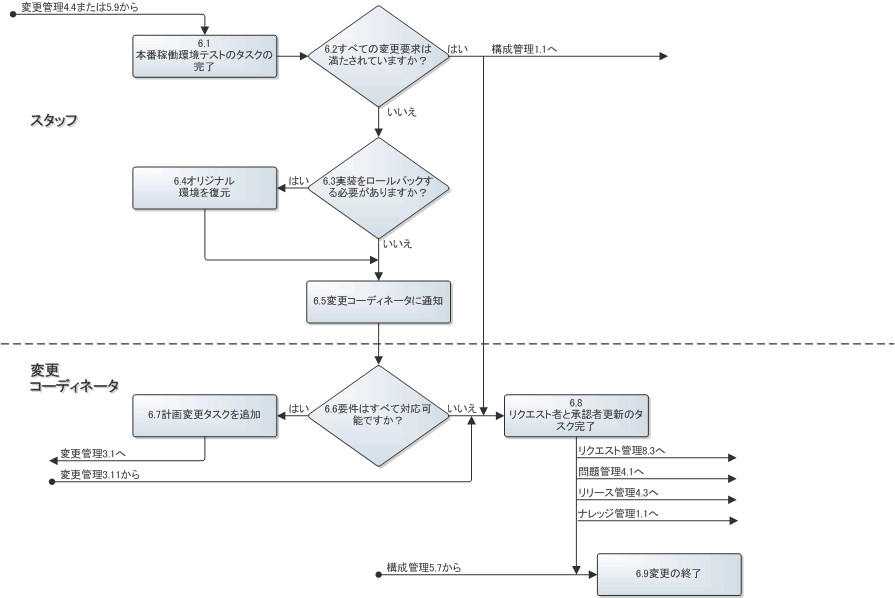 変更管理4.4または5.9から
6.1
本番稼働環境テストのタスクの
完了
6.2すべての変更要求は
満たされていますか？
はい
構成管理1.1へ
いいえ
スタッフ
6.3実装をロールバックす
る必要がありますか？
はい
6.4オリジナル
環境を復元
いいえ
6.5変更コーディネータに通知
変更
コーディネータ
6.6要件はすべて対応可
能ですか？
はい
いいえ
6.7計画変更タスクを追加
6.8
リクエスト者と承認者更新のタ
スク完了
変更管理3.1へ
変更管理3.11から
リクエスト管理8.3へ
問題管理4.1へ
リリース管理4.3へ
ナレッジ管理1.1へ
構成管理5.7から
6.9変更の終了